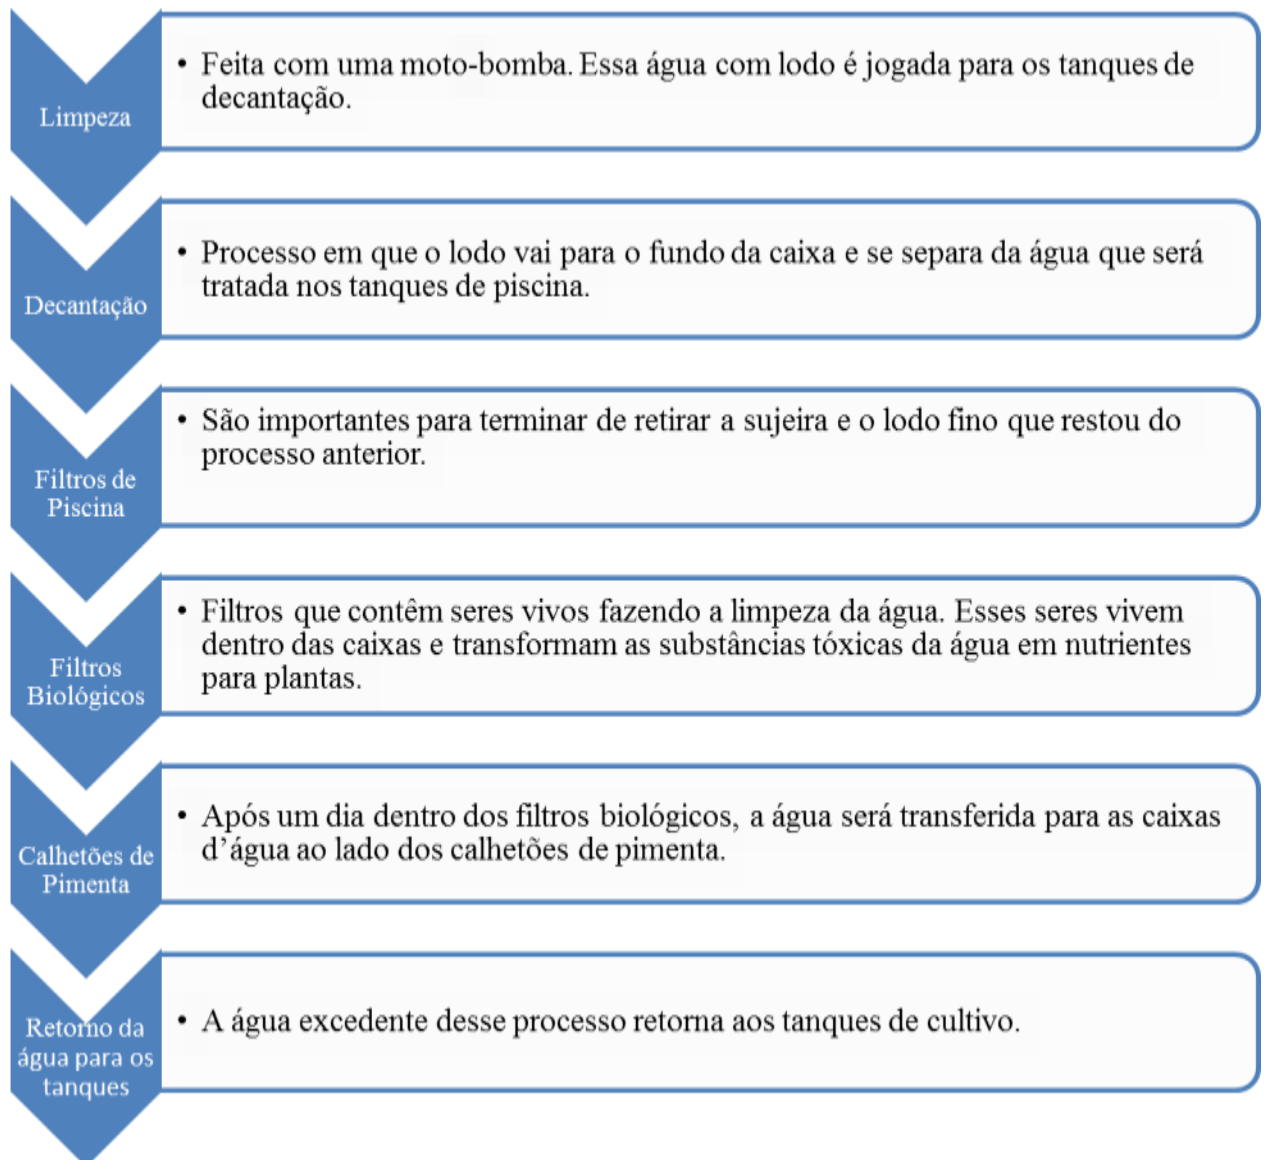 Limpeza
• Feita com uma moto-bomba. Essa água com lodo é jogada para os tanques de
decantação.
Decantação
• Processo em que o lodo vai para o fundo da caixa e se separa da água que será
tratada nos tanques de piscina.
Filtros de
Piscina
• São importantes para terminar de retirar a sujeira e o lodo fino que restou do
processo anterior.
Filtros
Biológicos
• Filtros que contêm seres vivos fazendo a limpeza da água. Esses seres vivem
dentro das caixas e transformam as substâncias tóxicas da água em nutrientes
para plantas.
Calhetões de
Pimenta
• Após um dia dentro dos filtros biológicos, a água será transferida para as caixas
d’água ao lado dos calhetões de pimenta.
Retorno da
água para os
tanques
• A água excedente desse processo retorna aos tanques de cultivo.